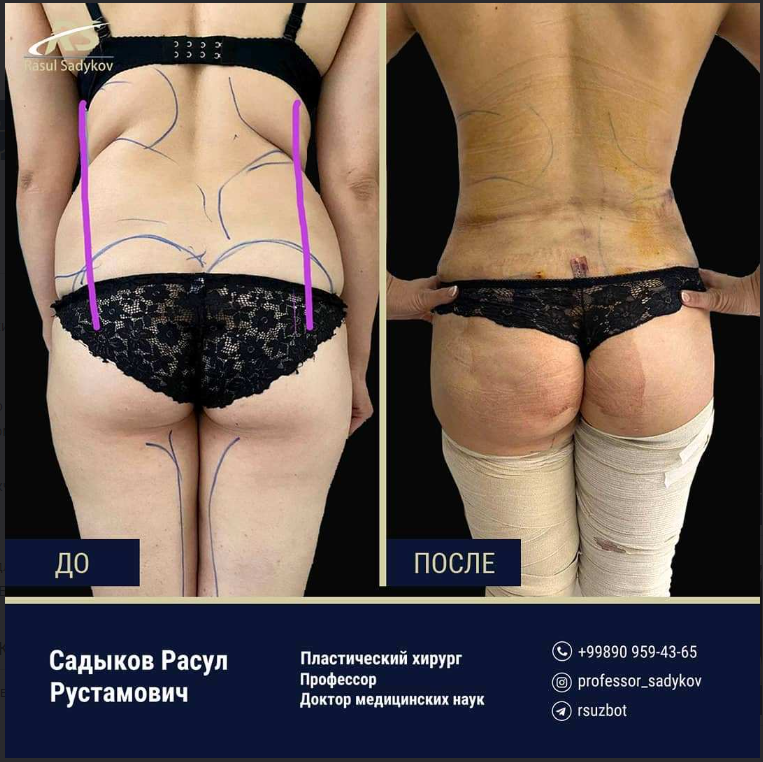 RS
Rasul Sadykov
ДО
ПОСЛЕ
Садыков Расул
Рустамович
Пластический хирург
Профессор
Доктор медицинских наук
+99890 959-43-65
professor_sadykov
rsuzbot